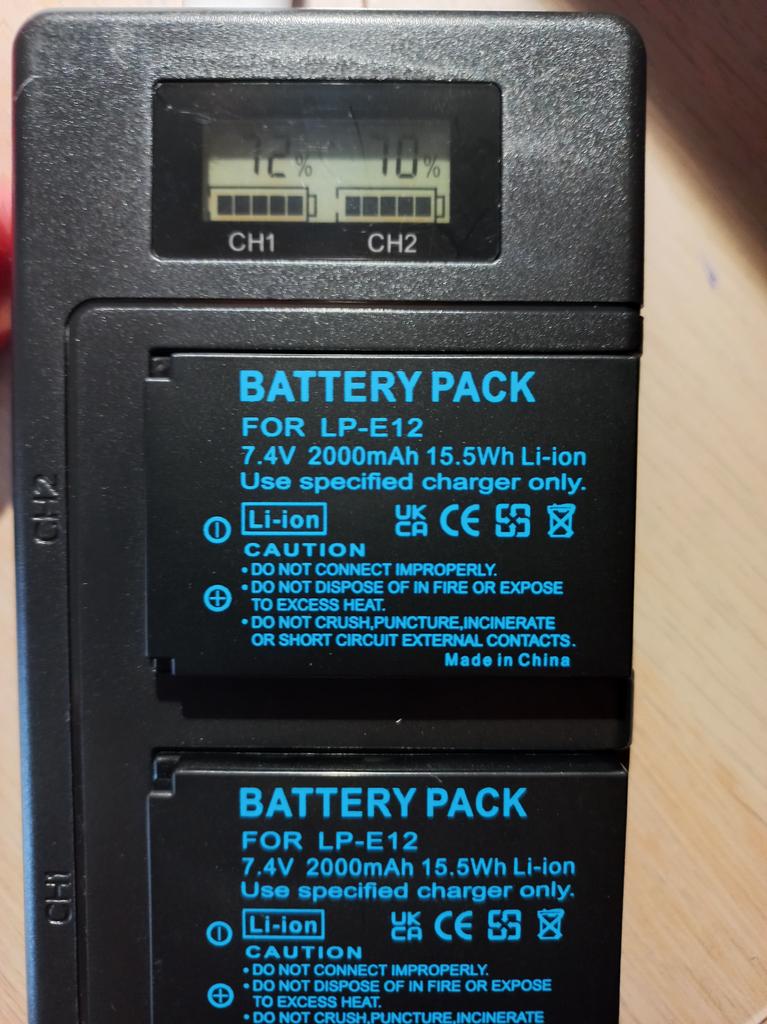 72% 70%
CH1 CH2
BATTERY PACK
FOR LP-E12
7.4V 2000mAh 15.5Wh Li-ion
Use specified charger only.
Li-ion UK CA CE
CAUTION
• DO NOT CONNECT IMPROPERLY.
• DO NOT DISPOSE OF IN FIRE OR EXPOSE
TO EXCESS HEAT.
• DO NOT CRUSH,PUNCTURE,INCINERATE
OR SHORT CIRCUIT EXTERNAL CONTACTS.
Made in China
CH2
BATTERY PACK
FOR LP-E12
7.4V 2000mAh 15.5Wh Li-ion
Use specified charger only.
Li-ion UK CA CE
CAUTION
• DO NOT CONNECT IMPROPERLY.
• DO NOT DISPOSE OF IN FIRE OR EXPOSE
TO EXCESS HEAT.
• DO NOT CRUSH,PUNCTURE,INCINERATE
CH1